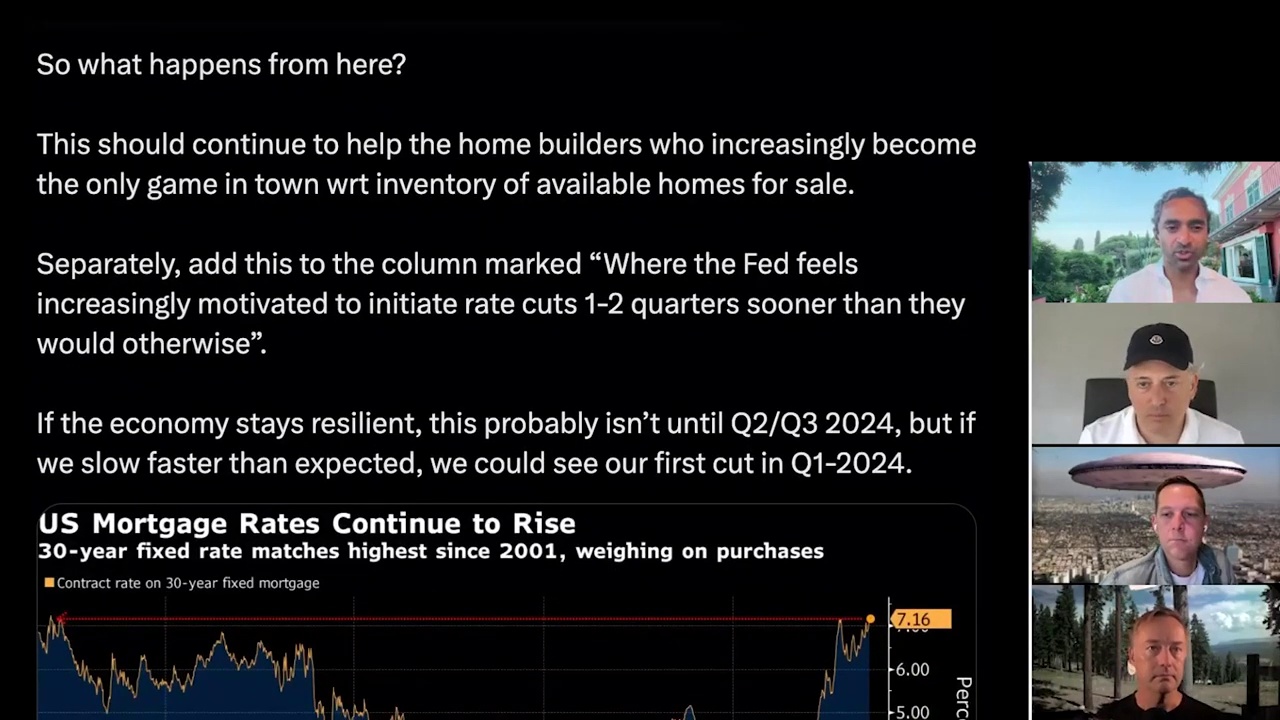 So what happens from here?
This should continue to help the home builders who increasingly become
the only game in town wrt inventory of available homes for sale.
Separately, add this to the column marked “Where the Fed feels
increasingly motivated to initiate rate cuts 1-2 quarters sooner than they
would otherwise”.
If the economy stays resilient, this probably isn’t until Q2/Q3 2024, but if
we slow faster than expected, we could see our first cut in Q1-2024.
US Mortgage Rates Continue to Rise
30-year fixed rate matches highest since 2001, weighing on purchases
Contract rate on 30-year fixed mortgage
7.16
6.00
5.00